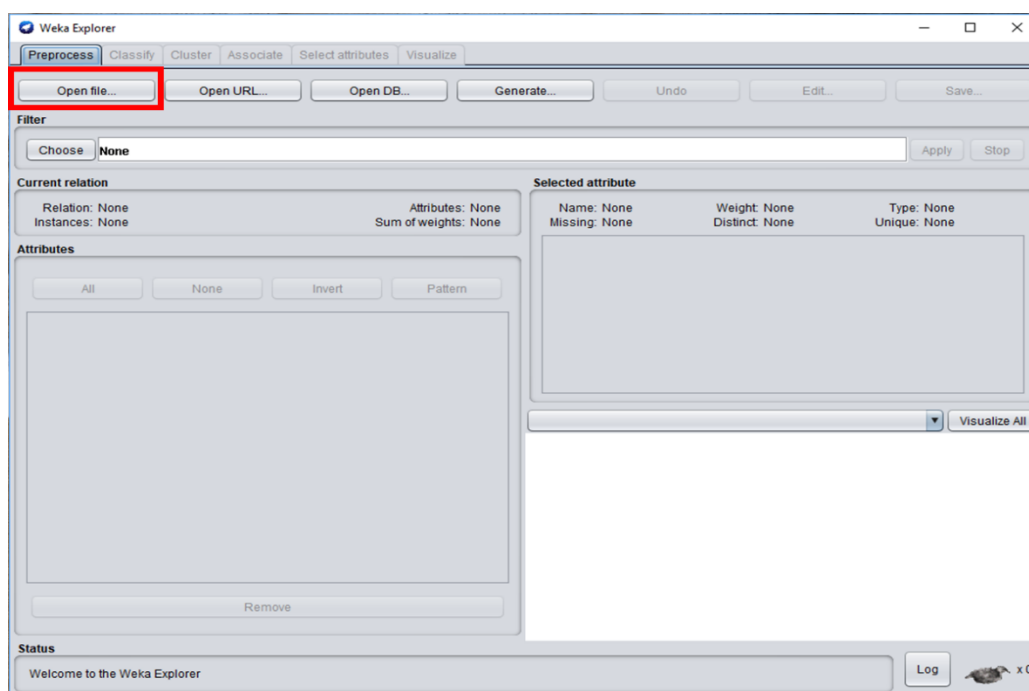 Weka Explorer
Preprocess Classify Cluster Associate Select attributes Visualize
Open file... Open URL... Open DB... Generate... Undo Edit... Save...
Filter
Choose None Apply Stop
Current relation
Relation: None Attributes: None
Instances: None Sum of weights: None
Selected attribute
Name: None Weight: None Type: None
Missing: None Distinct: None Unique: None
Attributes
All None Invert Pattern
Visualize All
Remove
Status
Welcome to the Weka Explorer
Log x 0